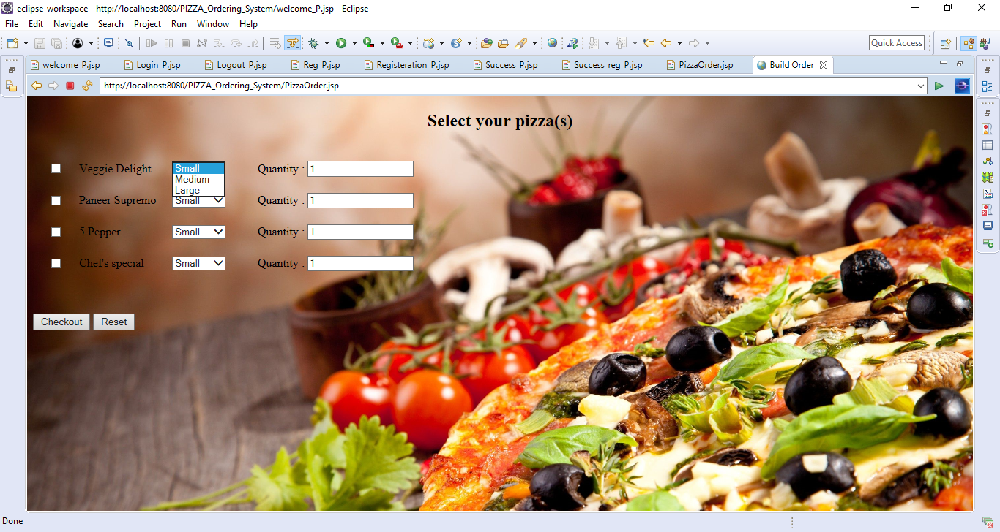 eclipse-workspace - http://localhost:8080/PIZZA_Ordering_System/welcome_P.jsp - Eclipse
File Edit Navigate Search Project Run Window Help
Quick Access
welcome_P.jsp Login_P.jsp Logout_P.jsp Reg_P.jsp Registeration_P.jsp Success_P.jsp Success_reg_P.jsp PizzaOrder.jsp Build Order
http://localhost:8080/PIZZA_Ordering_System/PizzaOrder.jsp
Select your pizza(s)
Veggie Delight Small Quantity : 1
Medium
Large
Paneer Supremo Small Quantity : 1
5 Pepper Small Quantity : 1
Chef's special Small Quantity : 1
Checkout Reset
Done